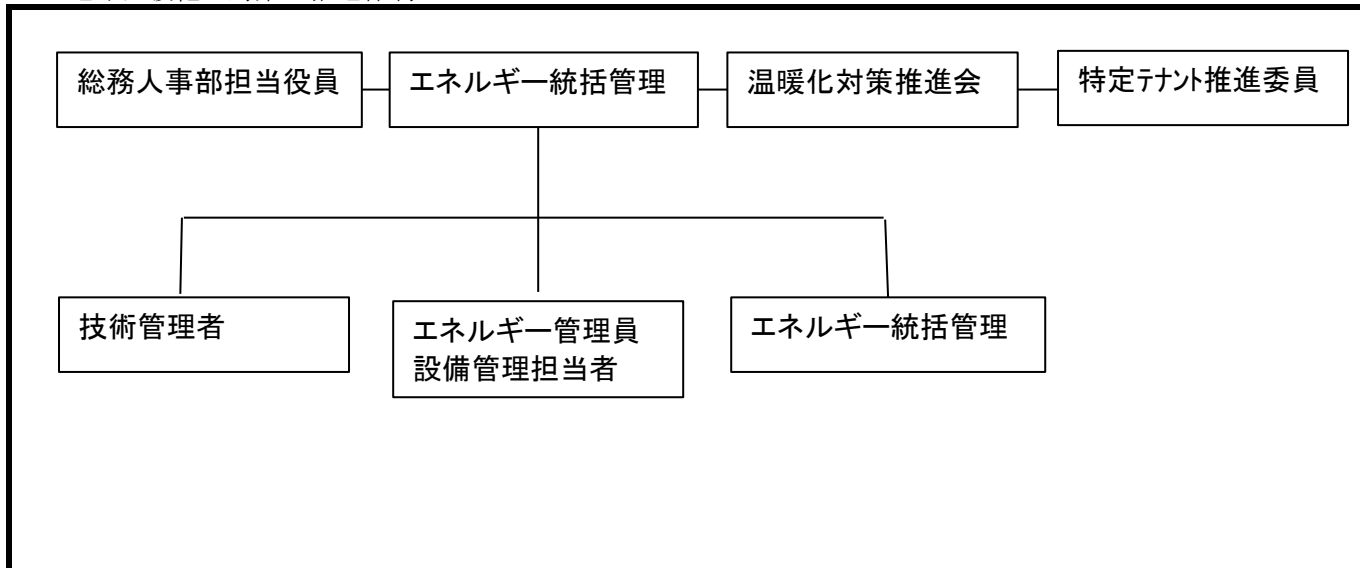 総務人事部担当役員
エネルギー統括管理
温暖化対策推進会
特定テナント推進委員
技術管理者
エネルギー管理員
設備管理担当者
エネルギー統括管理